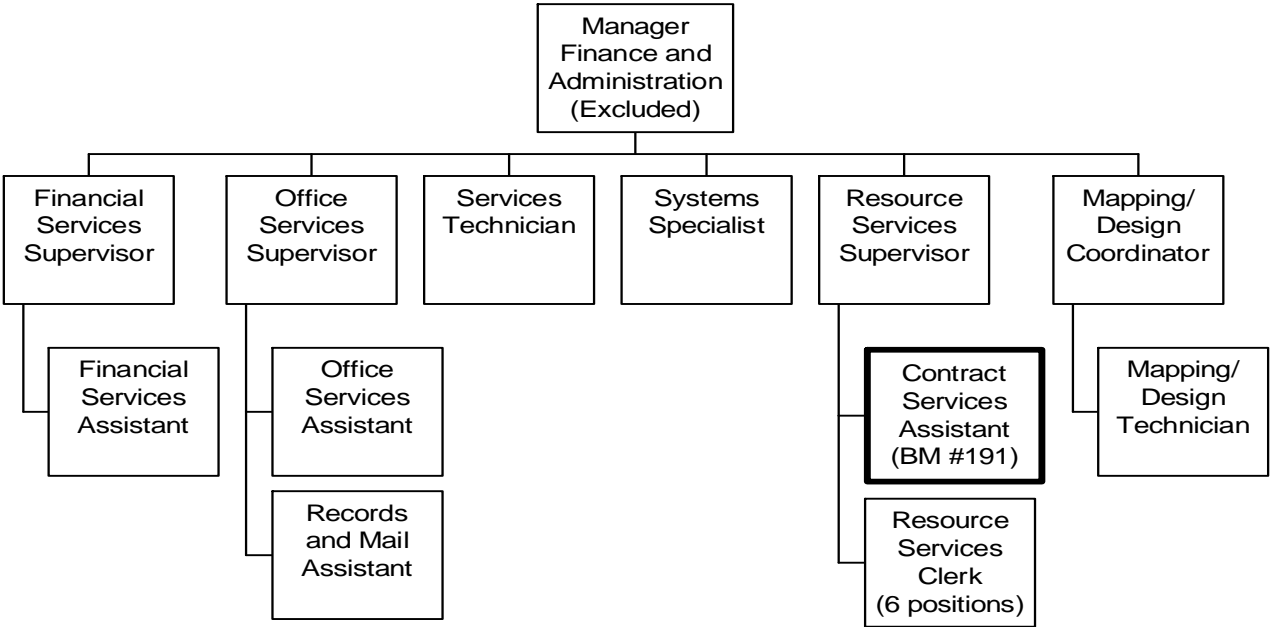 Manager
Finance and
Administration
(Excluded)
Financial
Services
Supervisor
Office
Services
Supervisor
Services
Technician
Systems
Specialist
Resource
Services
Supervisor
Mapping/
Design
Coordinator
Financial
Services
Assistant
Office
Services
Assistant
Contract
Services
Assistant
(BM #191)
Mapping/
Design
Technician
Records
and Mail
Assistant
Resource
Services
Clerk
(6 positions)